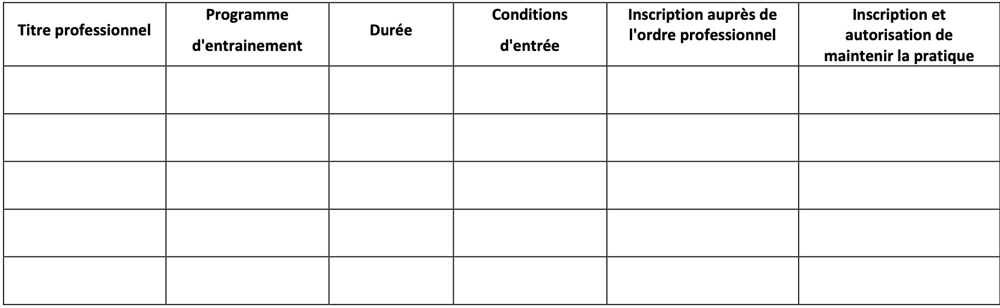 Titre professionnel
Programme
d'entrainement
Durée
Conditions
d'entrée
Inscription auprès de
l'ordre professionnel
Inscription et
autorisation de
maintenir la pratique